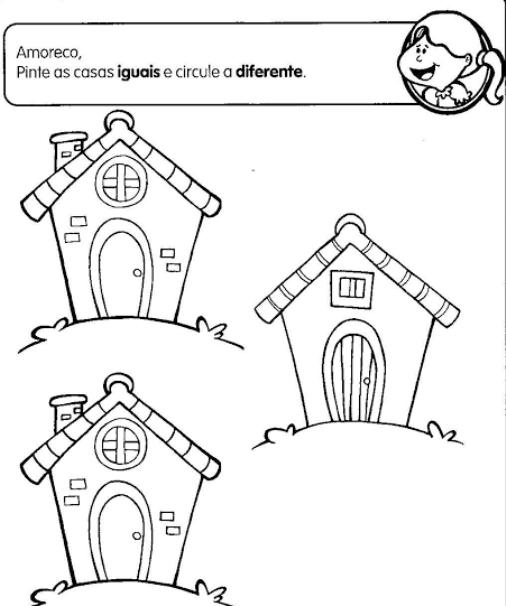 Amoreco,
Pinte as casas iguais e circule a diferente.